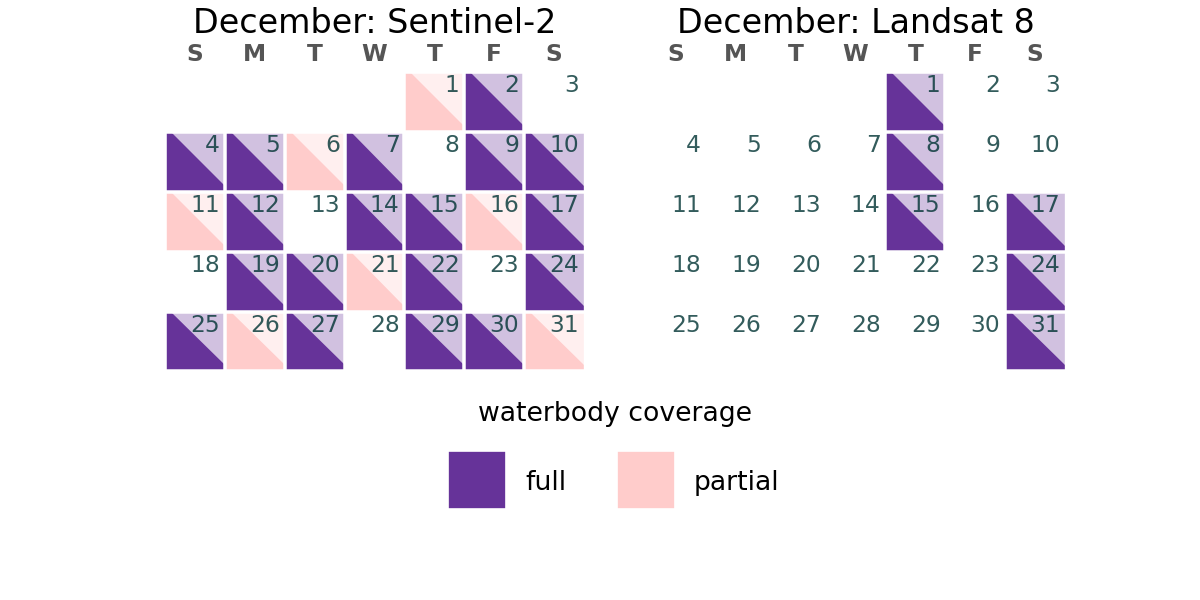 December: Sentinel-2
S M T W T F S
1 2 3
4 5 6 7 8 9 10
11 12 13 14 15 16 17
18 19 20 21 22 23 24
25 26 27 28 29 30 31
December: Landsat 8
S M T W T F S
1 2 3
4 5 6 7 8 9 10
11 12 13 14 15 16 17
18 19 20 21 22 23 24
25 26 27 28 29 30 31
waterbody coverage
full partial